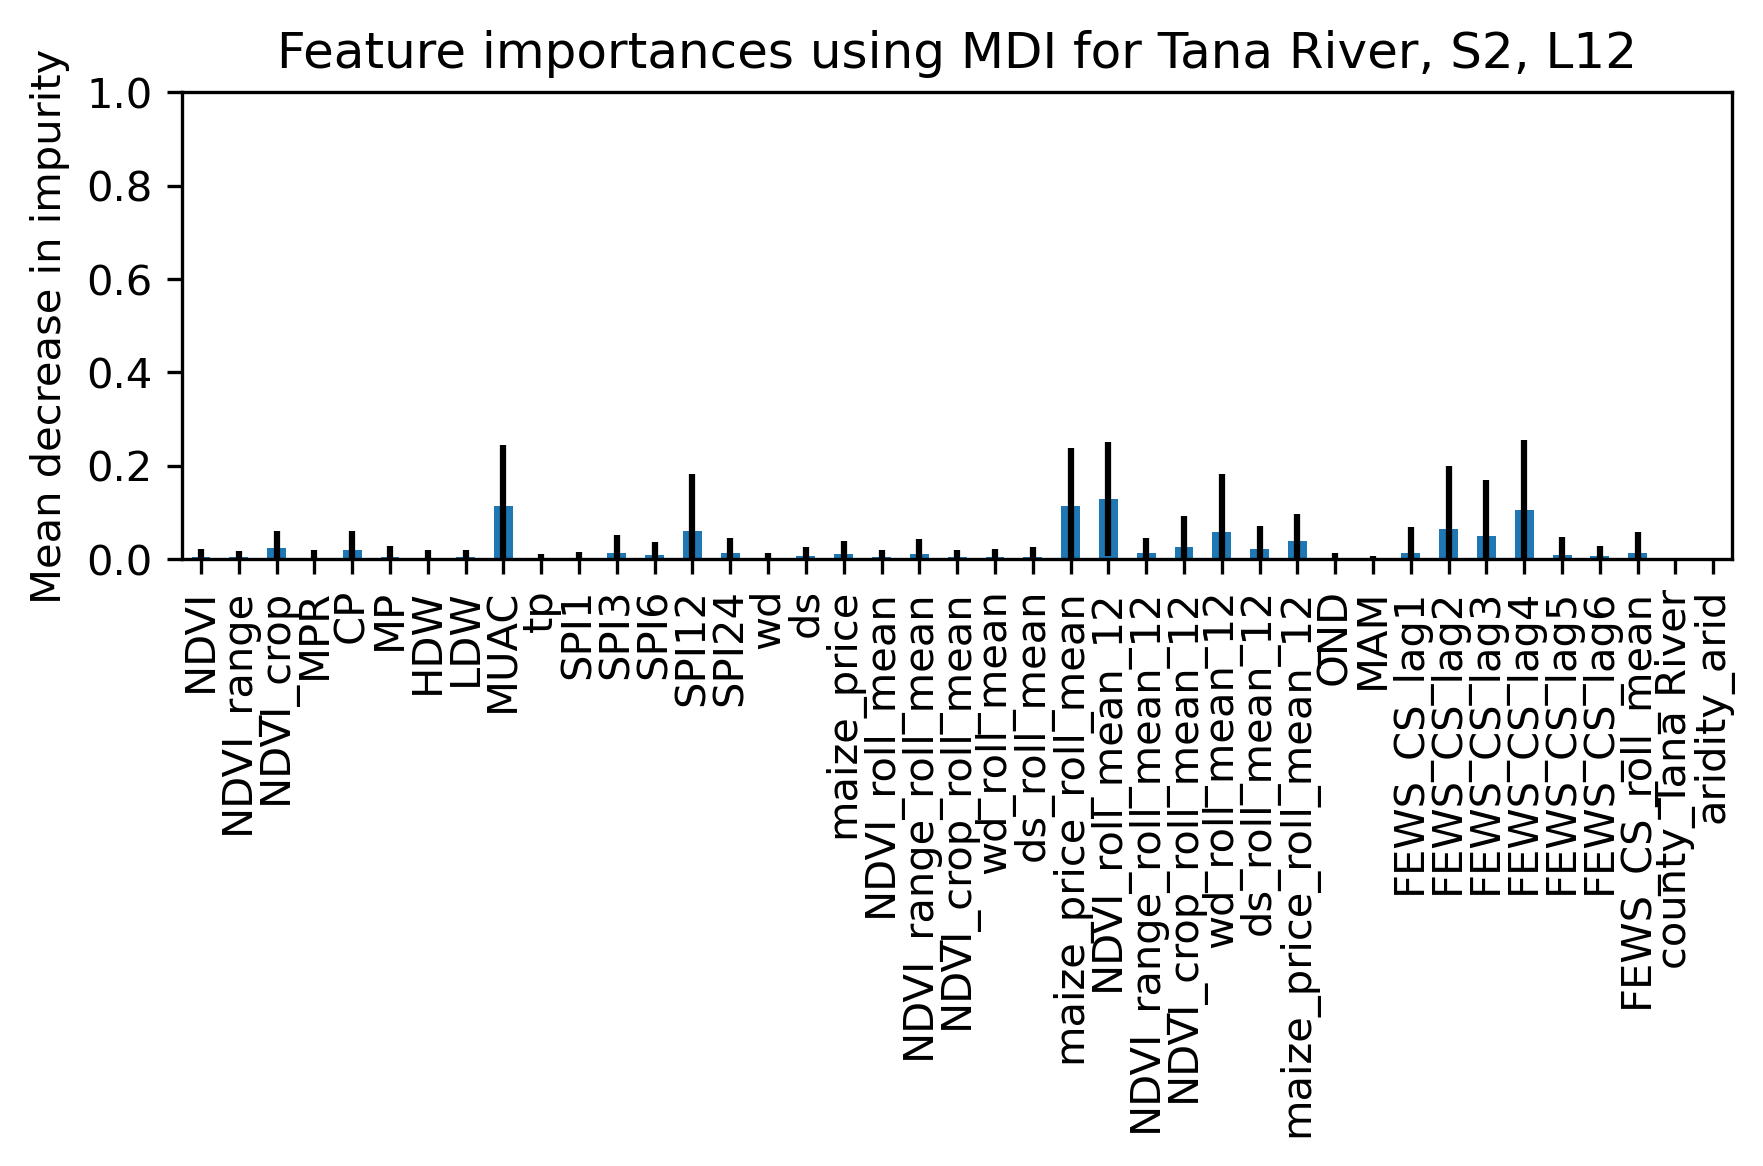 Feature importances using MDI for Tana River, S2, L12
Mean decrease in impurity
1.0
0.8
0.6
0.4
0.2
0.0
NDVI
NDVI_range
NDVI_crop
MPR
CP
MP
HDW
LDW
MUAC
tp
SPI1
SPI3
SPI6
SPI12
SPI24
wd
ds
maize_price
NDVI_roll_mean
NDVI_range_roll_mean
NDVI_crop_roll_mean
wd_roll_mean
ds_roll_mean
maize_price_roll_mean
NDVI_roll_mean_12
NDVI_range_roll_mean_12
NDVI_crop_roll_mean_12
wd_roll_mean_12
ds_roll_mean_12
maize_price_roll_mean_12
OND
MAM
FEWS_CS_lag1
FEWS_CS_lag2
FEWS_CS_lag3
FEWS_CS_lag4
FEWS_CS_lag5
FEWS_CS_lag6
FEWS_CS_roll_mean
county_Tana River
aridity_arid